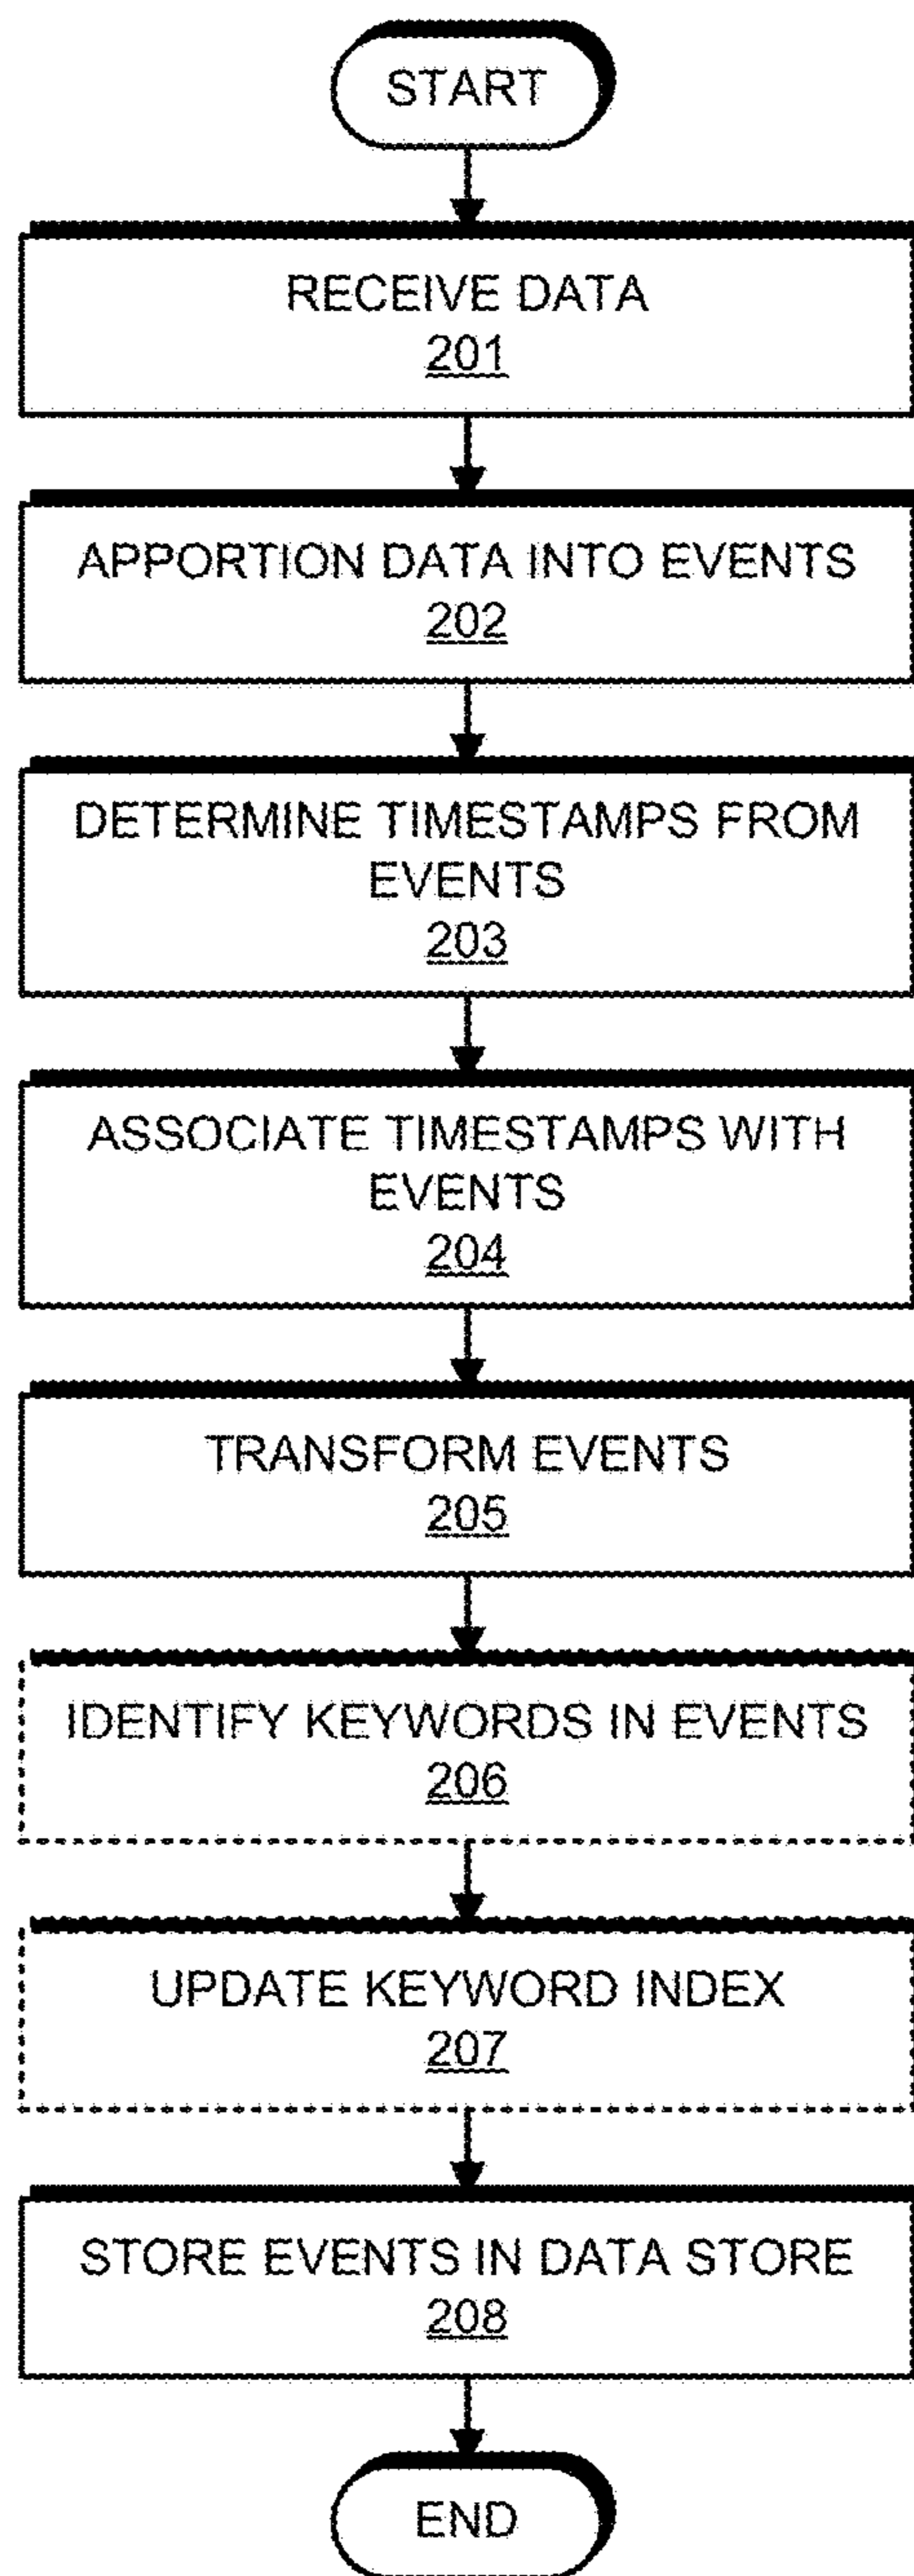 START
RECEIVE DATA
201
APPORTION DATA INTO EVENTS
202
DETERMINE TIMESTAMPS FROM
EVENTS
203
ASSOCIATE TIMESTAMPS WITH
EVENTS
204
TRANSFORM EVENTS
205
IDENTIFY KEYWORDS IN EVENTS
206
UPDATE KEYWORD INDEX
207
STORE EVENTS IN DATA STORE
208
END